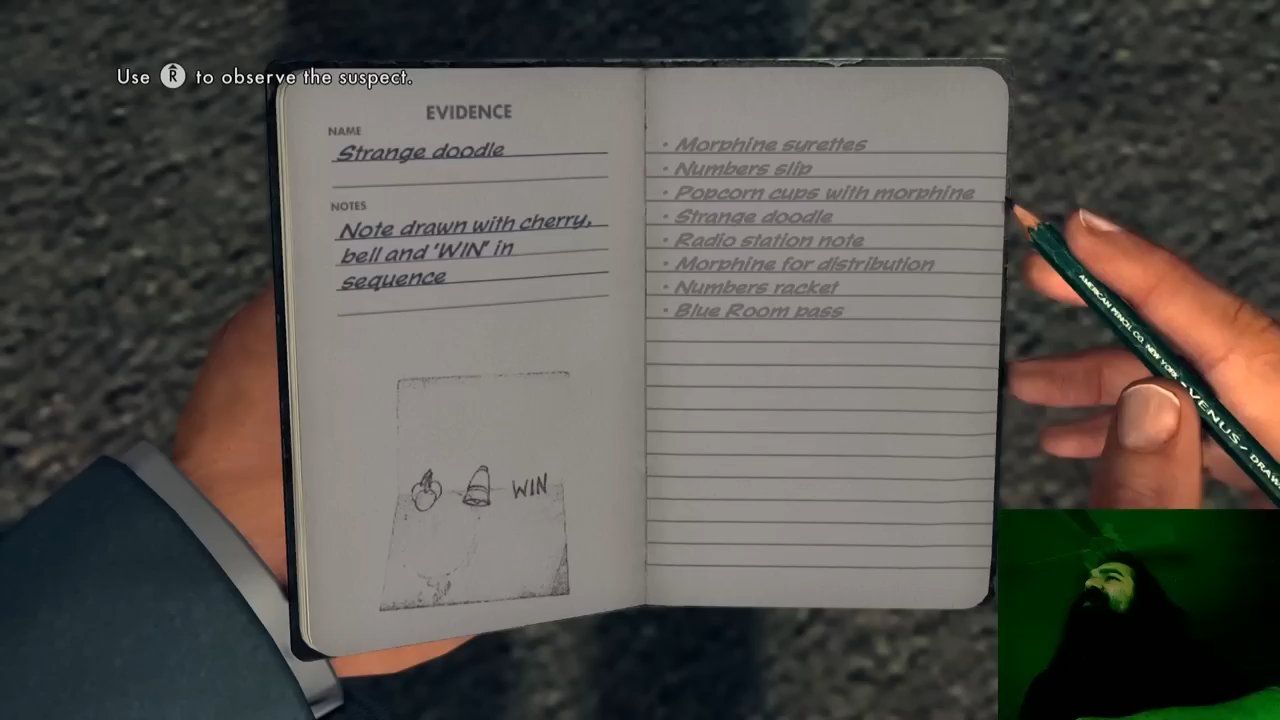 Use R to observe the suspect.
EVIDENCE
NAME
Strange doodle
NOTES
Note drawn with cherry,
bell and 'WIN' in
sequence
WIN
• Morphine syrettes
• Numbers slip
• Popcorn cups with morphine
• Strange doodle
• Radio station note
• Morphine for distribution
• Numbers racket
• Blue Room pass
AMERICAN PENCIL CO. NEW YORK
VENUS
DRAW